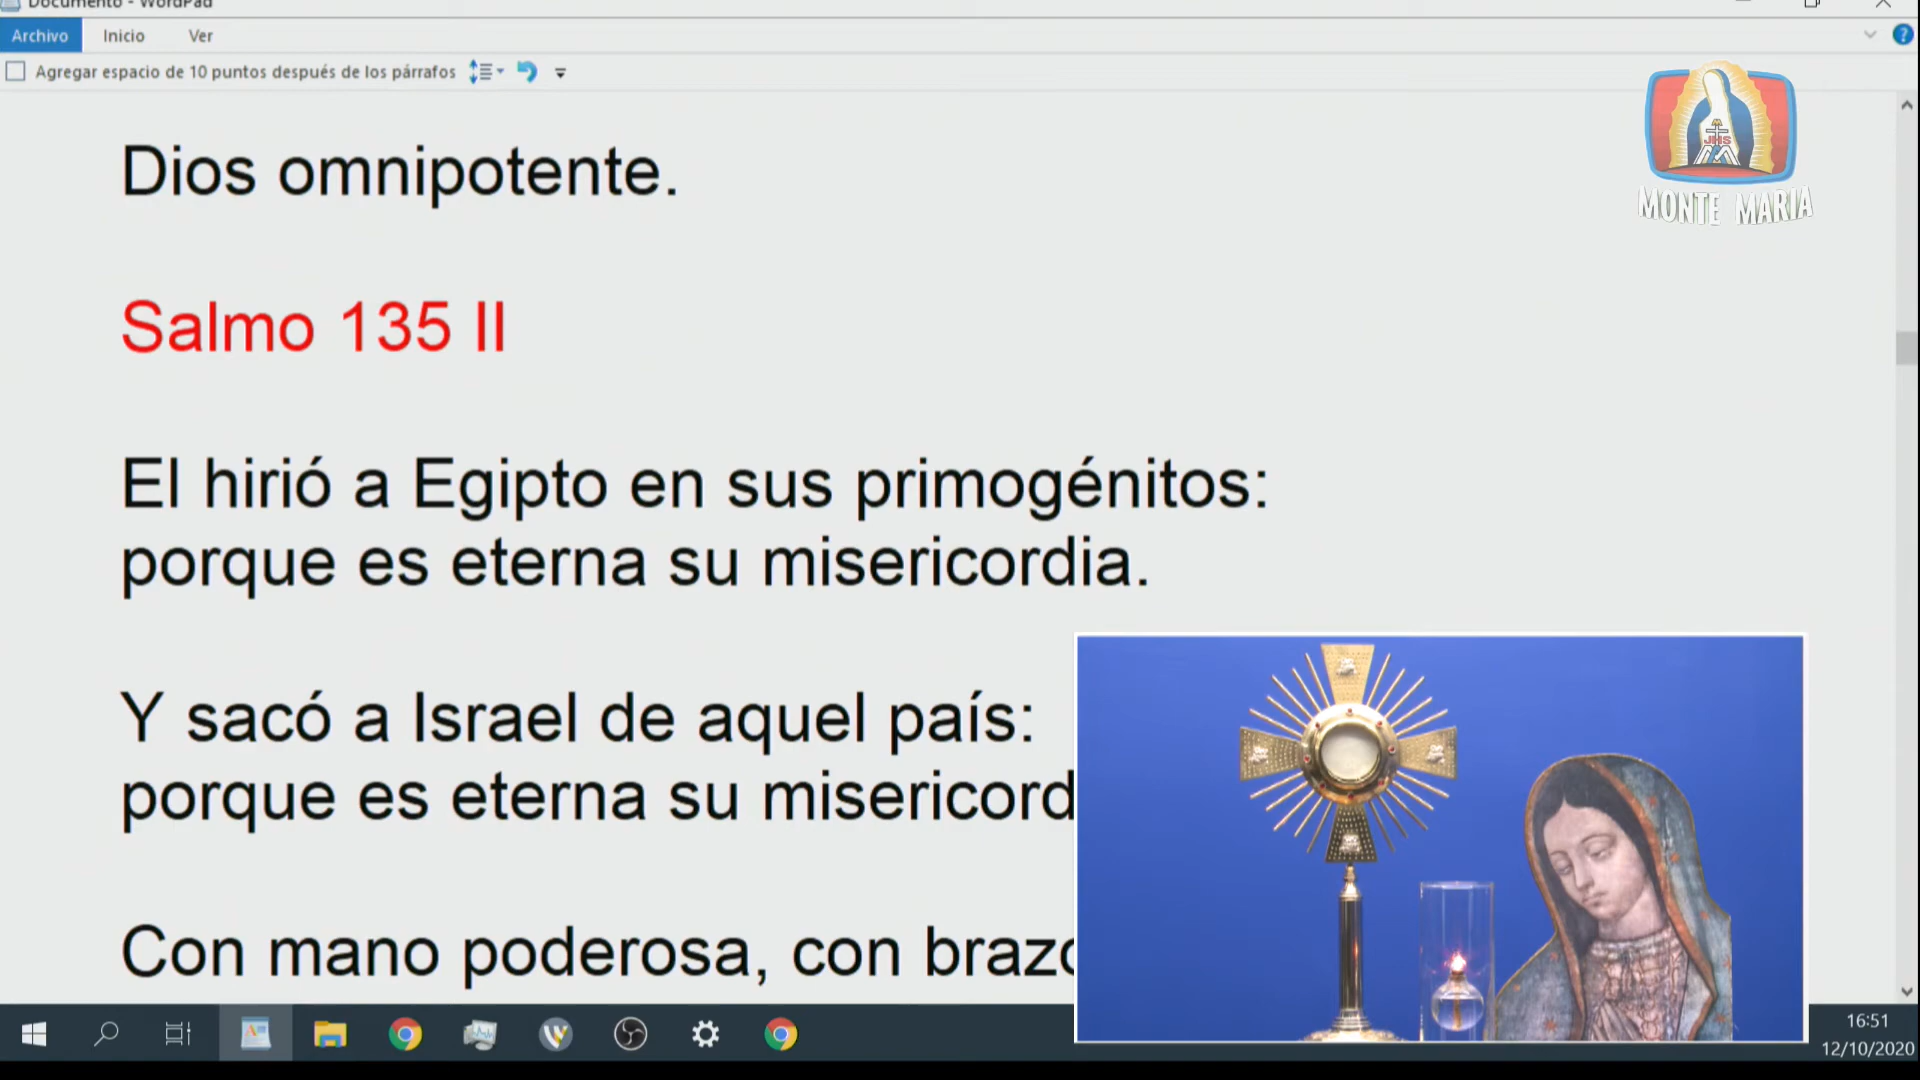 Documento - WordPad
Archivo Inicio Ver
Agregar espacio de 10 puntos después de los párrafos
JHS
MONTE MARIA
Dios omnipotente.
Salmo 135 II
El hirió a Egipto en sus primogénitos:
porque es eterna su misericordia.
Y sacó a Israel de aquel país:
porque es eterna su misericord
Con mano poderosa, con brazo
16:51
12/10/2020